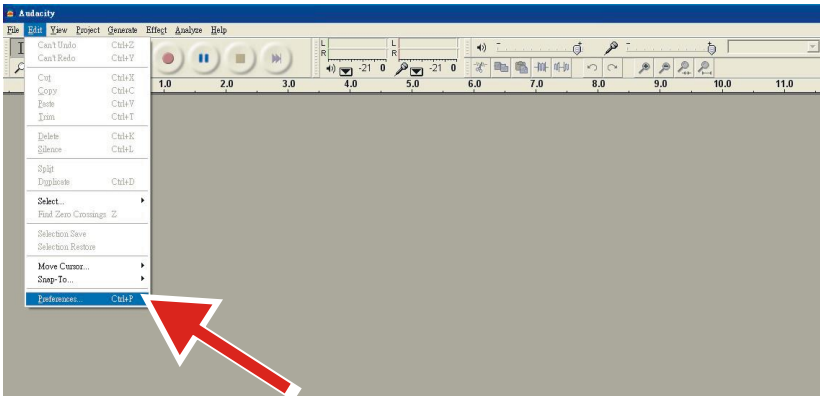 Audacity
File Edit View Project Generate Effect Analyze Help
Can't Undo Ctrl+Z
Can't Redo Ctrl+Y
Cut Ctrl+X
Copy Ctrl+C
Paste Ctrl+V
Trim Ctrl+T
Delete Ctrl+K
Silence Ctrl+L
Split
Duplicate Ctrl+D
Select...
Find Zero Crossings Z
Selection Save
Selection Restore
Move Cursor...
Snap-To...
Preferences... Ctrl+P
L
R
-21 0
L
R
-21 0
1.0 2.0 3.0 4.0 5.0 6.0 7.0 8.0 9.0 10.0 11.0